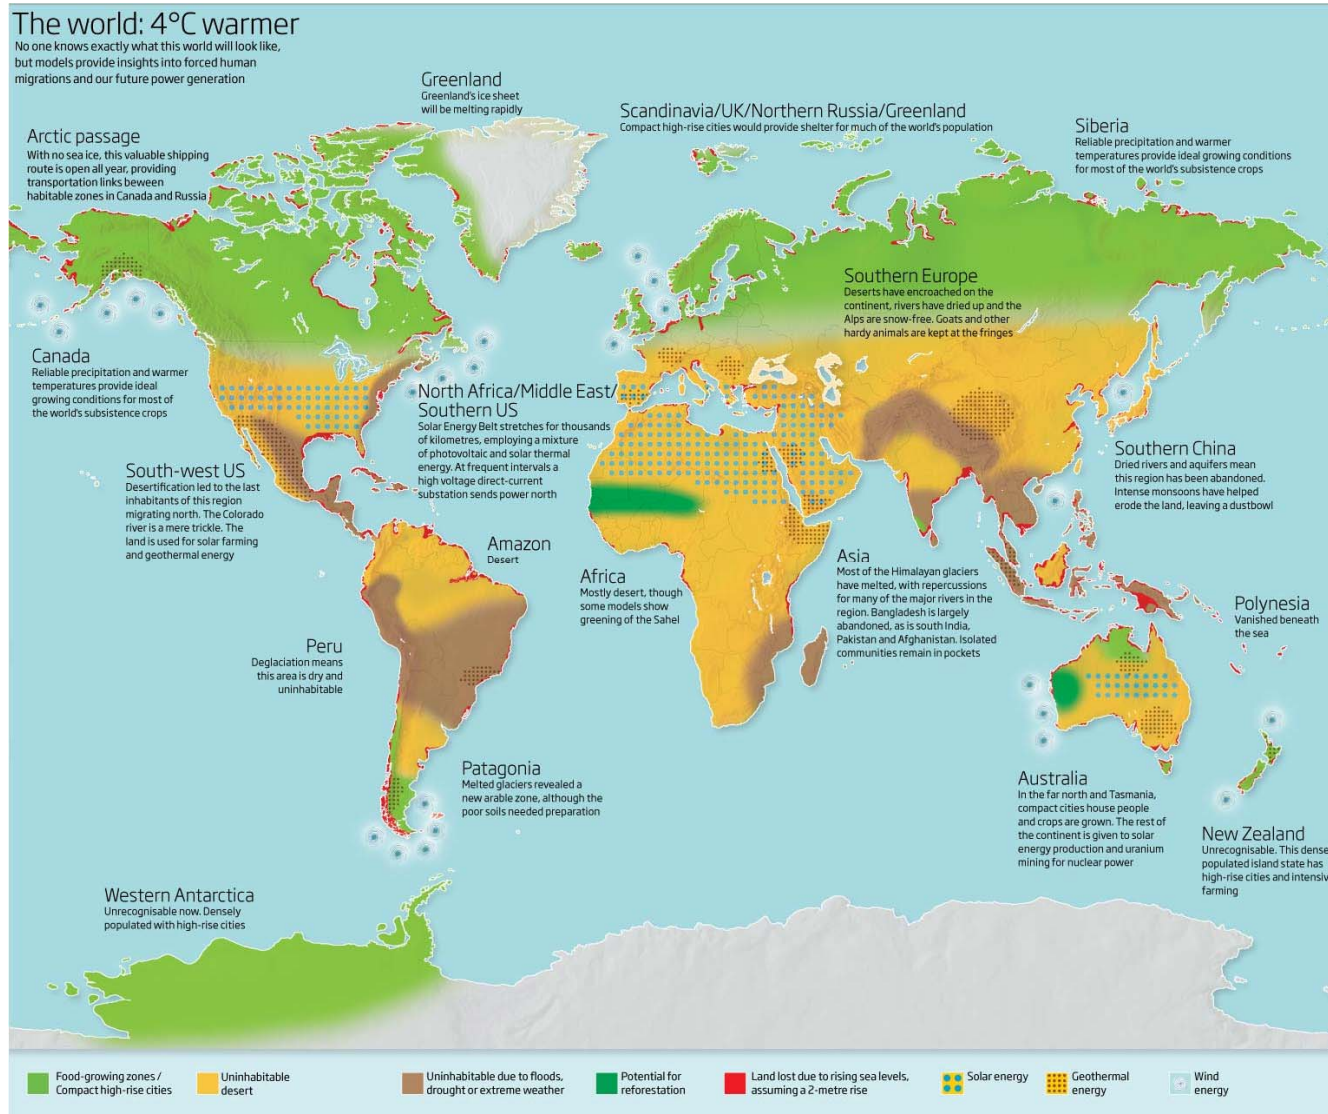 The world: 4°C warmer
No one knows exactly what this world will look like,
but models provide insights into forced human
migrations and our future power generation
Greenland
Greenland's ice sheet
will be melting rapidly
Scandinavia/UK/Northern Russia/Greenland
Compact high-rise cities would provide shelter for much of the world's population
Siberia
Reliable precipitation and warmer
temperatures provide ideal growing conditions
for most of the world's subsistence crops
Arctic passage
With no sea ice, this valuable shipping
route is open all year, providing
transportation links beween
habitable zones in Canada and Russia
Southern Europe
Deserts have encroached on the
continent, rivers have dried up and the
Alps are snow-free. Goats and other
hardy animals are kept at the fringes
Canada
Reliable precipitation and warmer
temperatures provide ideal
growing conditions for most of
the world's subsistence crops
North Africa/Middle East/
Southern US
Solar Energy Belt stretches for thousands
of kilometres, employing a mixture
of photovoltaic and solar thermal
energy. At frequent intervals a
high voltage direct-current
substation sends power north
South-west US
Desertification led to the last
inhabitants of this region
migrating north. The Colorado
river is a mere trickle. The
land is used for solar farming
and geothermal energy
Southern China
Dried rivers and aquifers mean
this region has been abandoned.
Intense monsoons have helped
erode the land, leaving a dustbowl
Amazon
Desert
Africa
Mostly desert, though
some models show
greening of the Sahel
Asia
Most of the Himalayan glaciers
have melted, with repercussions
for many of the major rivers in the
region. Bangladesh is largely
abandoned, as is south India,
Pakistan and Afghanistan. Isolated
communities remain in pockets
Polynesia
Vanished beneath
the sea
Peru
Deglaciation means
this area is dry and
uninhabitable
Patagonia
Melted glaciers revealed a
new arable zone, although the
poor soils needed preparation
Australia
In the far north and Tasmania,
compact cities house people
and crops are grown. The rest of
the continent is given to solar
energy production and uranium
mining for nuclear power
New Zealand
Unrecognisable. This dense
populated island state has
high-rise cities and intensiv
farming
Western Antarctica
Unrecognisable now. Densely
populated with high-rise cities
Food-growing zones /
Compact high-rise cities
Uninhabitable
desert
Uninhabitable due to floods,
drought or extreme weather
Potential for
reforestation
Land lost due to rising sea levels,
assuming a 2-metre rise
Solar energy
Geothermal
energy
Wind
energy